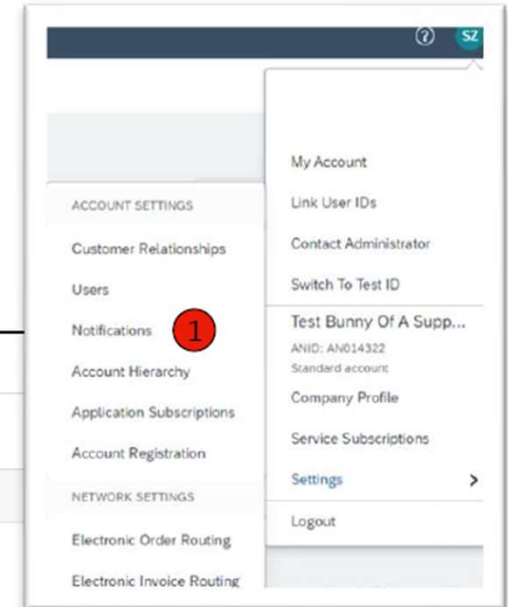 SZ
My Account
Link User IDs
Contact Administrator
Switch To Test ID
Test Bunny Of A Supp...
ANID: AN014322
Standard account
Company Profile
Service Subscriptions
Settings
Logout
ACCOUNT SETTINGS
Customer Relationships
Users
Notifications
1
Account Hierarchy
Application Subscriptions
Account Registration
NETWORK SETTINGS
Electronic Order Routing
Electronic Invoice Routing